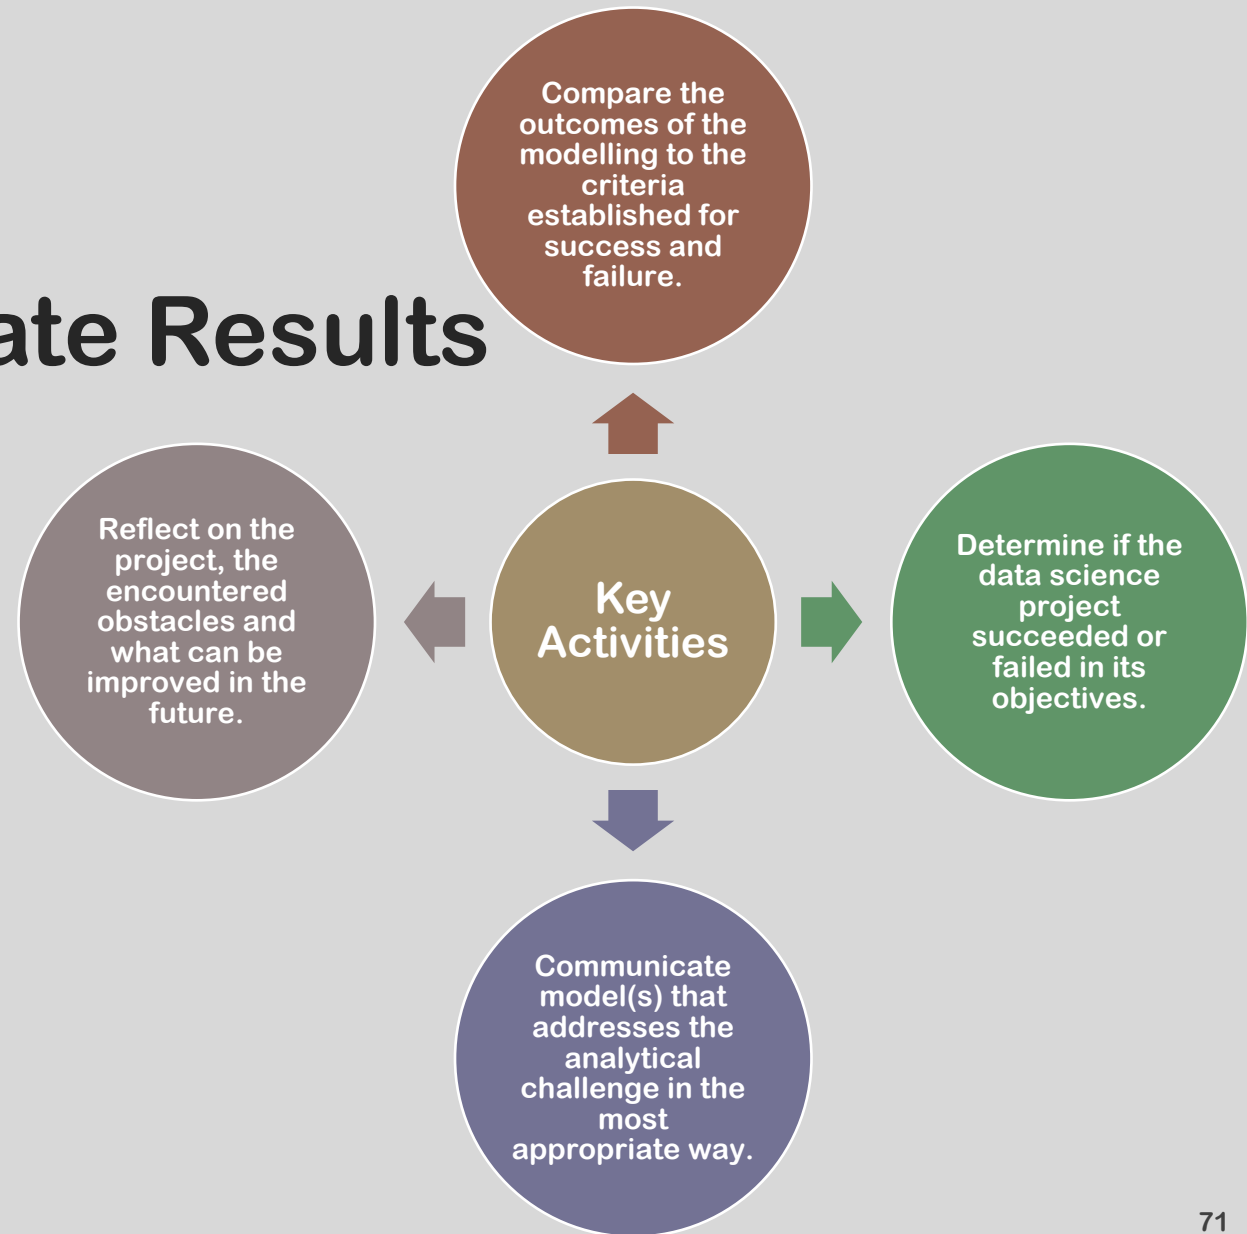 ate Results
Compare the
outcomes of the
modelling to the
criteria
established for
success and
failure.
Reflect on the
project, the
encountered
obstacles and
what can be
improved in the
future.
Key
Activities
Determine if the
data science
project
succeeded or
failed in its
objectives.
Communicate
model(s) that
addresses the
analytical
challenge in the
most
appropriate way.
71